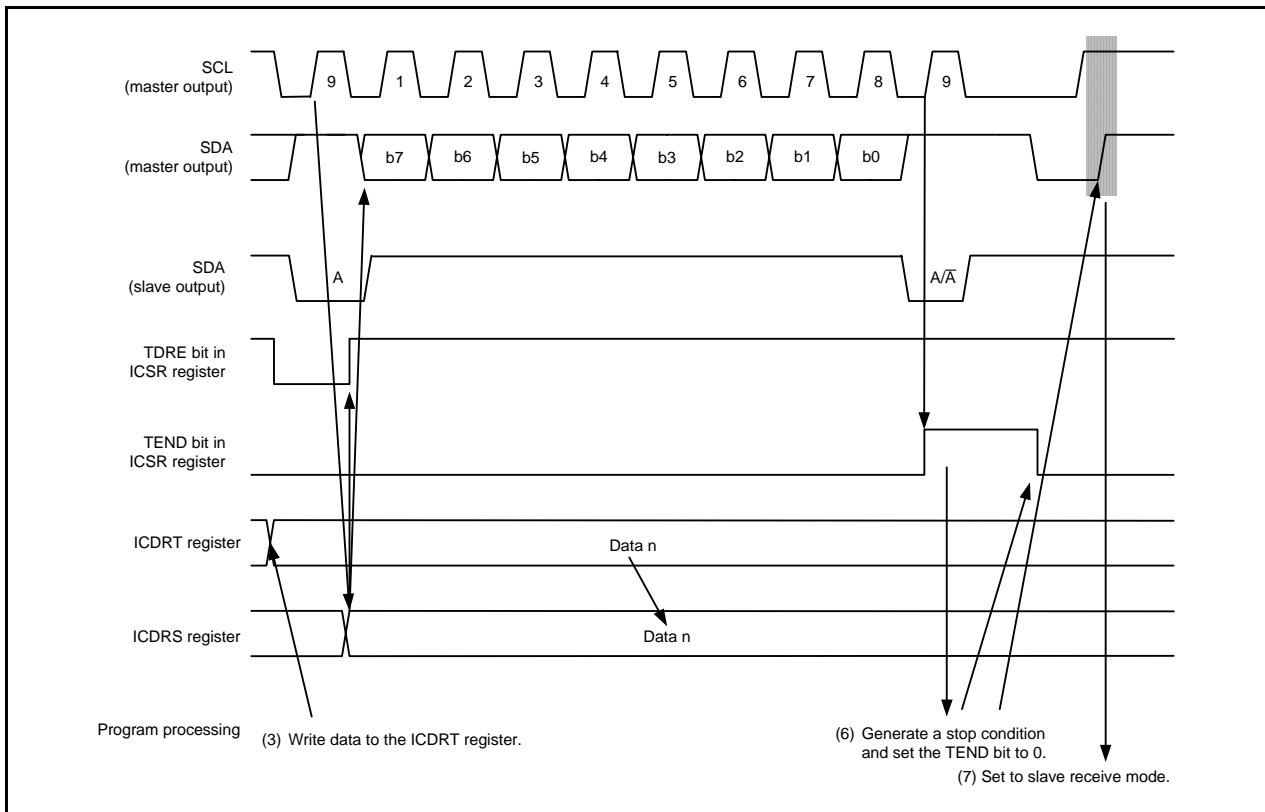 SCL
(master output)
9
1
2
3
4
5
6
7
8
9
SDA
(master output)
b7
b6
b5
b4
b3
b2
b1
b0
SDA
(slave output)
A
A/A̅
TDRE bit in
ICSR register
TEND bit in
ICSR register
ICDRT register
Data n
ICDRS register
Data n
Program processing
(3) Write data to the ICDRT register.
(6) Generate a stop condition
and set the TEND bit to 0.
(7) Set to slave receive mode.